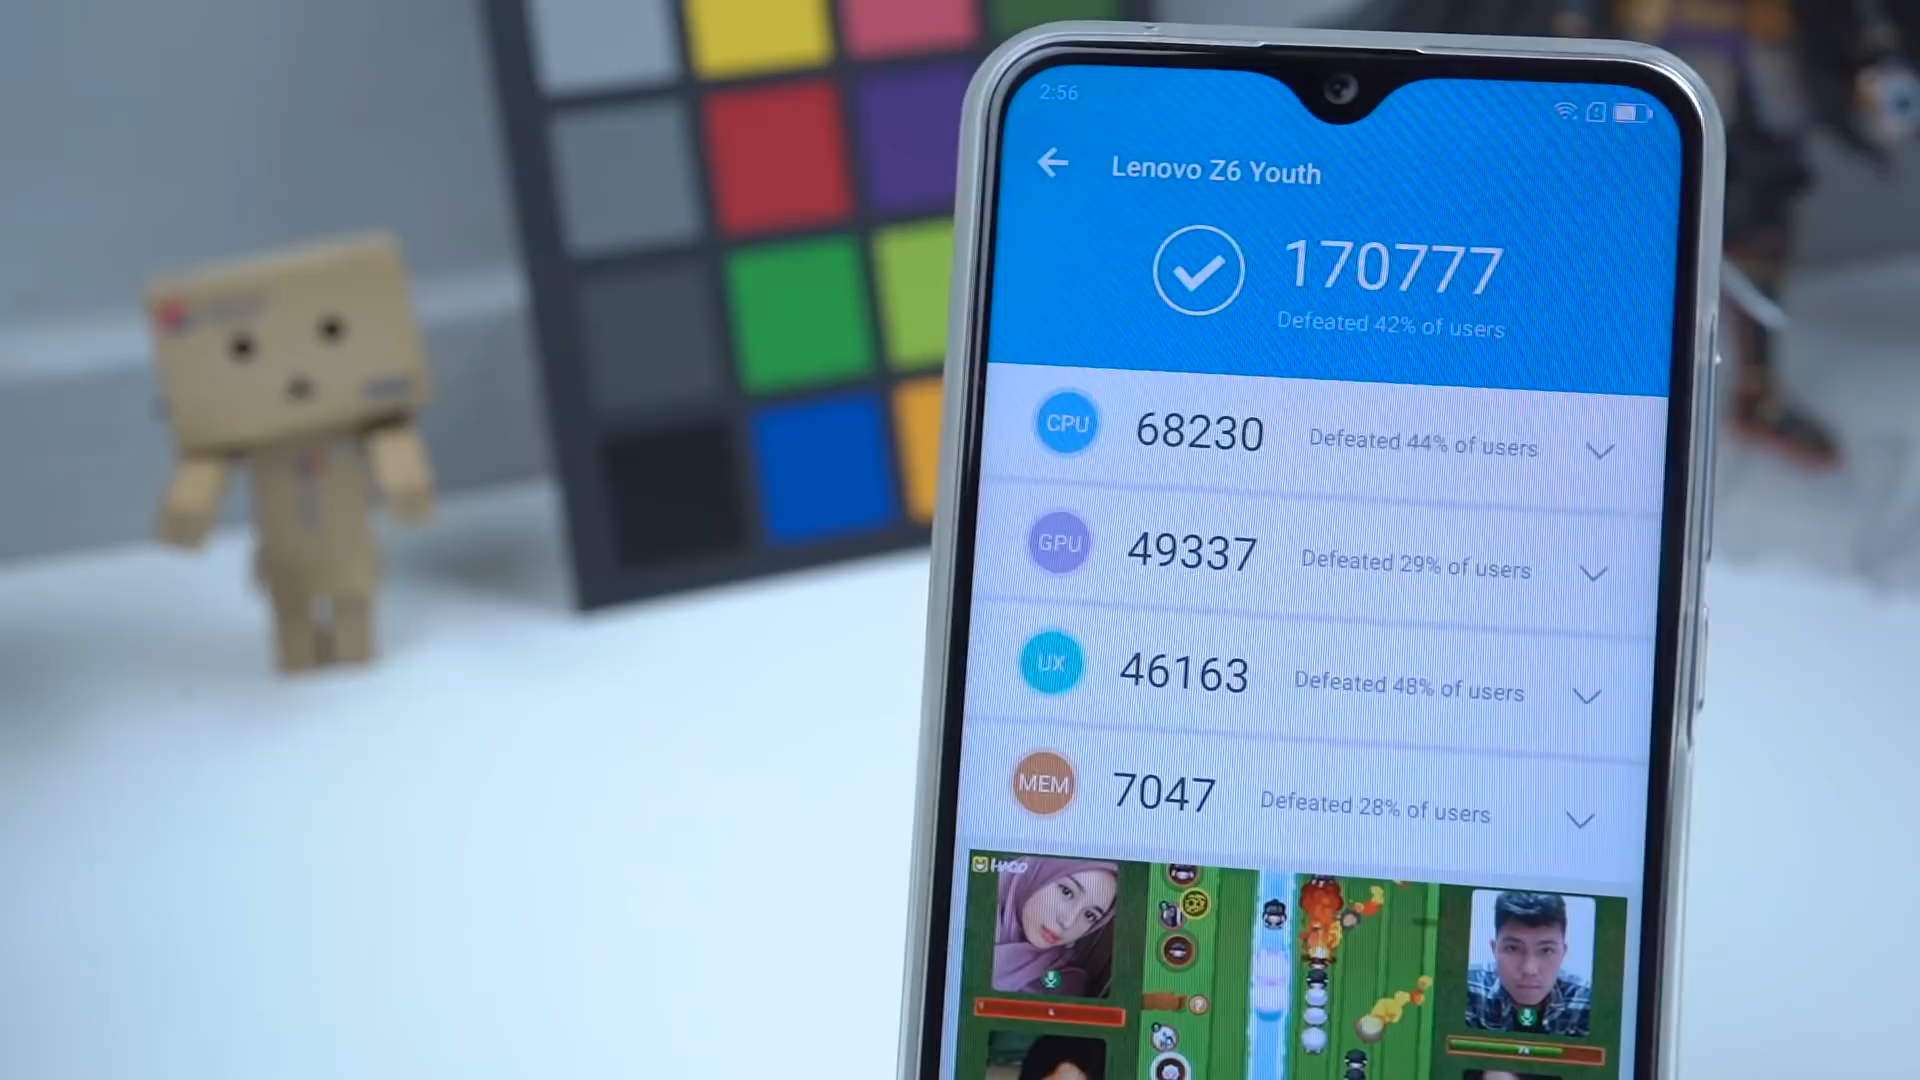 2:56
Lenovo Z6 Youth
170777
Defeated 42% of users
CPU 68230 Defeated 44% of users
GPU 49337 Defeated 29% of users
UX 46163 Defeated 48% of users
MEM 7047 Defeated 28% of users
HAGO